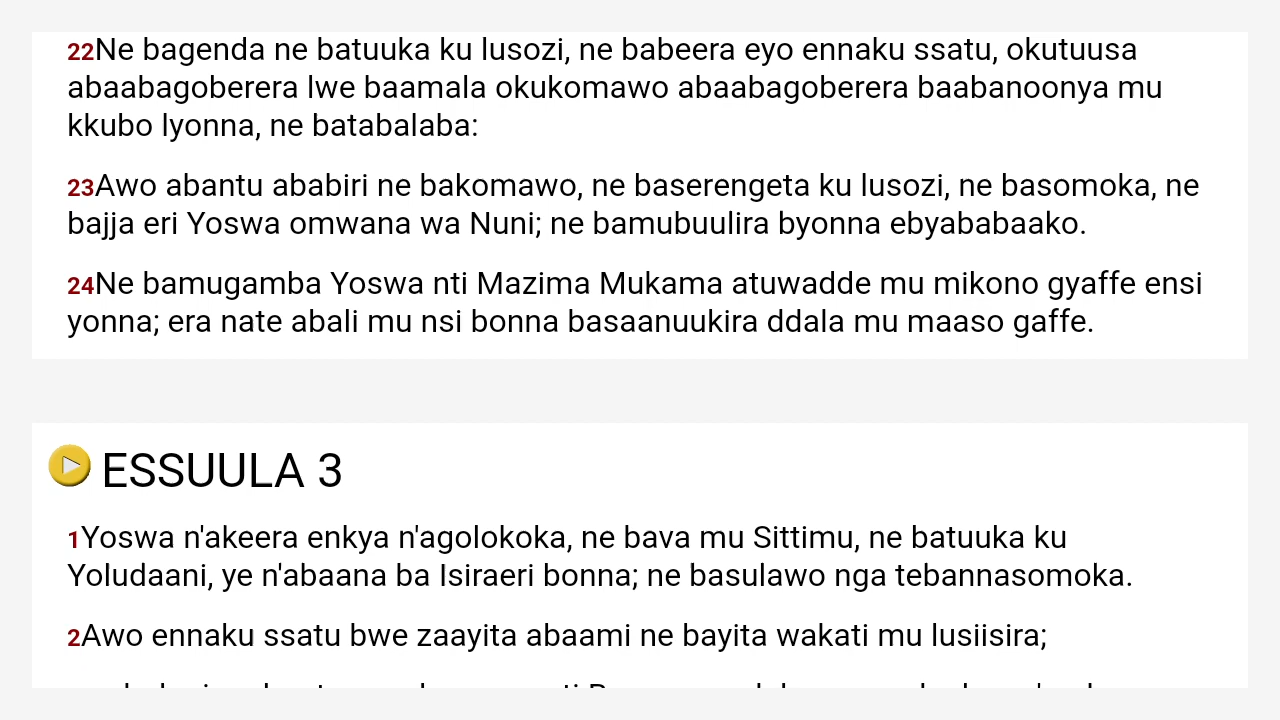 22Ne bagenda ne batuuka ku lusozi, ne babeera eyo ennaku ssatu, okutuusa
abaabagoberera lwe baamala okukomawo abaabagoberera baabanoonya mu
kkubo lyonna, ne batabalaba:
23Awo abantu ababiri ne bakomawo, ne baserengeta ku lusozi, ne basomoka, ne
bajja eri Yoswa omwana wa Nuni; ne bamubuulira byonna ebyababaako.
24Ne bamugamba Yoswa nti Mazima Mukama atuwadde mu mikono gyaffe ensi
yonna; era nate abali mu nsi bonna basaanuukira ddala mu maaso gaffe.
ESSUULA 3
1Yoswa n'akeera enkya n'agolokoka, ne bava mu Sittimu, ne batuuka ku
Yoludaani, ye n'abaana ba Isiraeri bonna; ne basulawo nga tebannasomoka.
2Awo ennaku ssatu bwe zaayita abaami ne bayita wakati mu lusiisira;